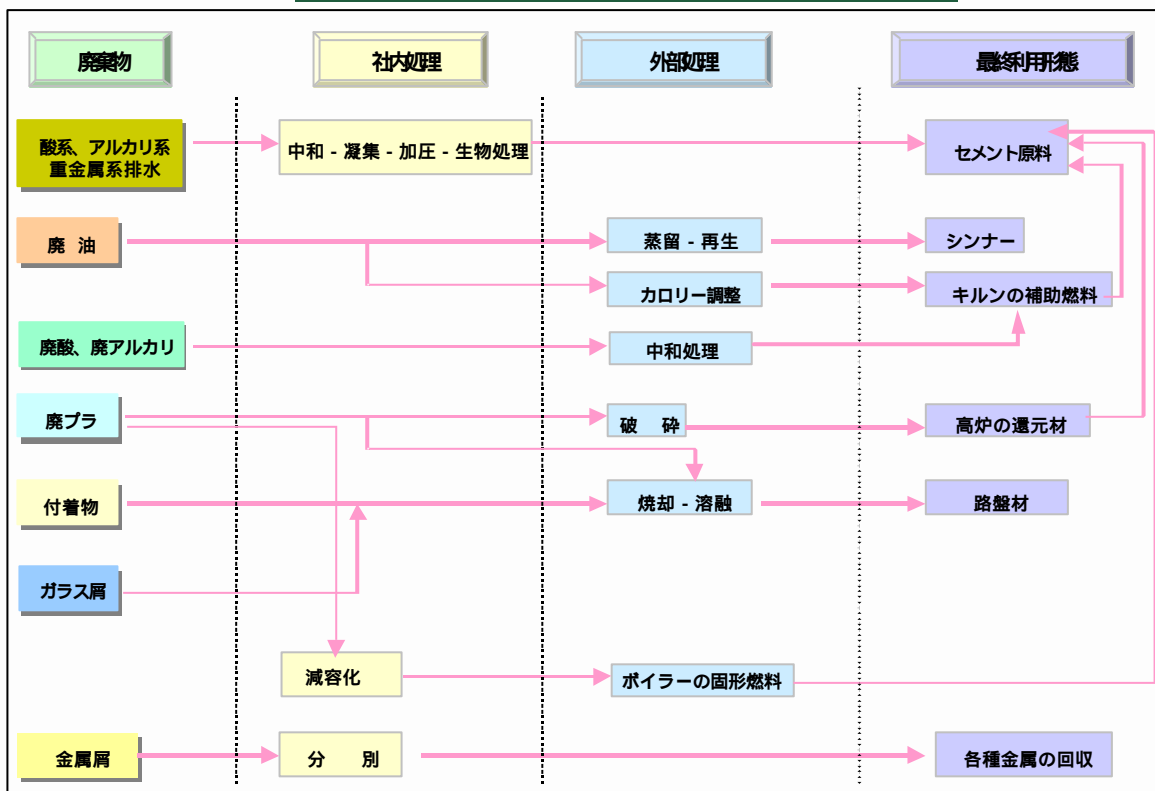 廃棄物
社内処理
外部処理
最終利用形態
酸系、アルカリ系
重金属系排水
中和 - 凝集 - 加圧 - 生物処理
セメント原料
廃 油
蒸留 - 再生
シンナー
カロリー調整
キルンの補助燃料
廃酸、廃アルカリ
中和処理
廃プラ
破 砕
高炉の還元材
付着物
焼却 - 溶融
路盤材
ガラス屑
減容化
ボイラーの固形燃料
金属屑
分 別
各種金属の回収